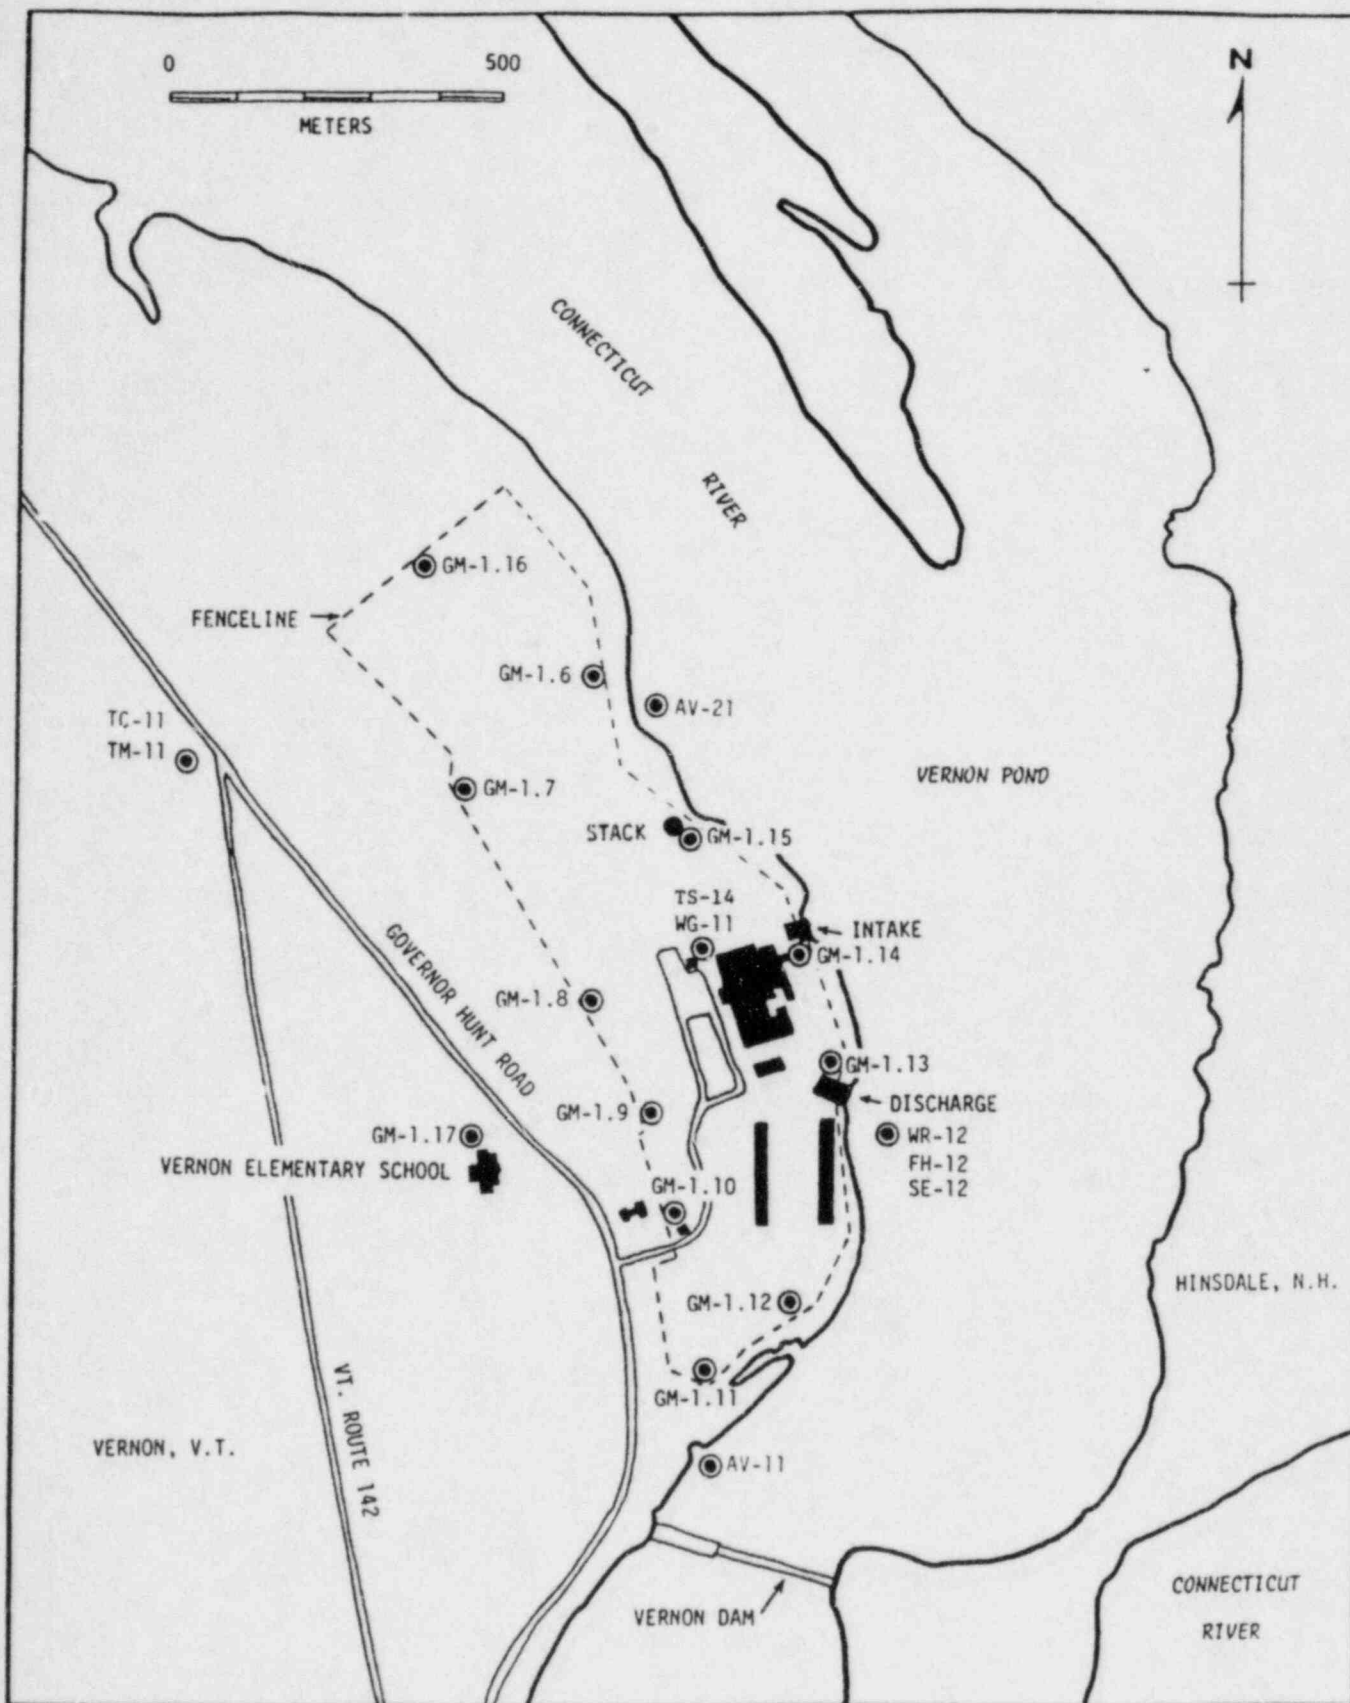 0 500
METERS
N
CONNECTICUT
RIVER
GM-1.16
FENCELINE
GM-1.6
AV-21
TC-11
TM-11
VERNON POND
GM-1.7
STACK
GM-1.15
TS-14
WG-11
INTAKE
GM-1.14
GOVERNOR HUNT ROAD
GM-1.8
GM-1.13
DISCHARGE
GM-1.9
GM-1.17
WR-12
FH-12
SE-12
VERNON ELEMENTARY SCHOOL
GM-1.10
HINSDALE, N.H.
GM-1.12
GM-1.11
VT. ROUTE 142
VERNON, V.T.
AV-11
CONNECTICUT
RIVER
VERNON DAM